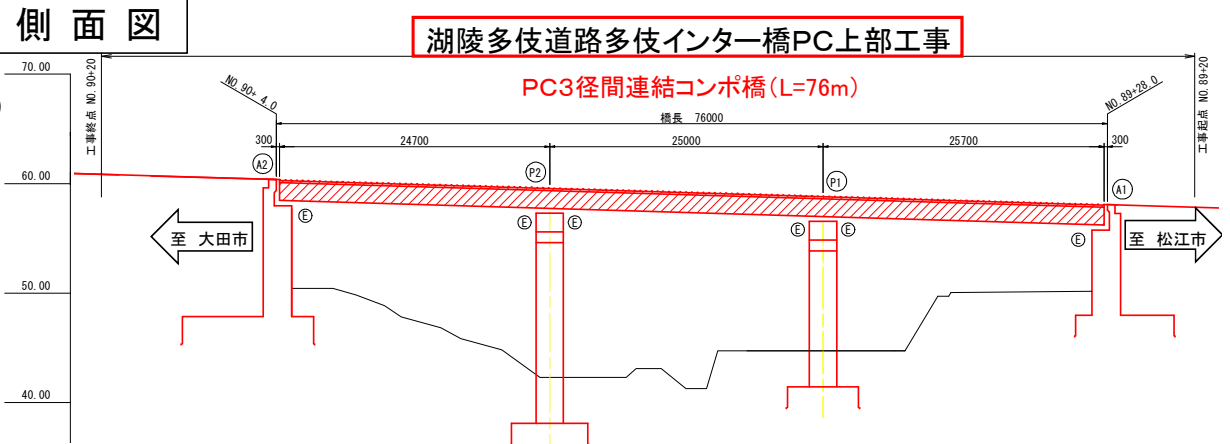 側面図
湖陵多伎道路多伎インター橋PC上部工事
PC3径間連結コンポ橋(L=76m)
工事終点 NO.90+20
NO.90+ 4.0
NO.89+28.0
工事起点 NO.89+20
橋長 76000
300
24700
25000
25700
300
A2
P2
P1
A1
E
E
E
E
E
E
至 大田市
至 松江市
70.00
60.00
50.00
40.00